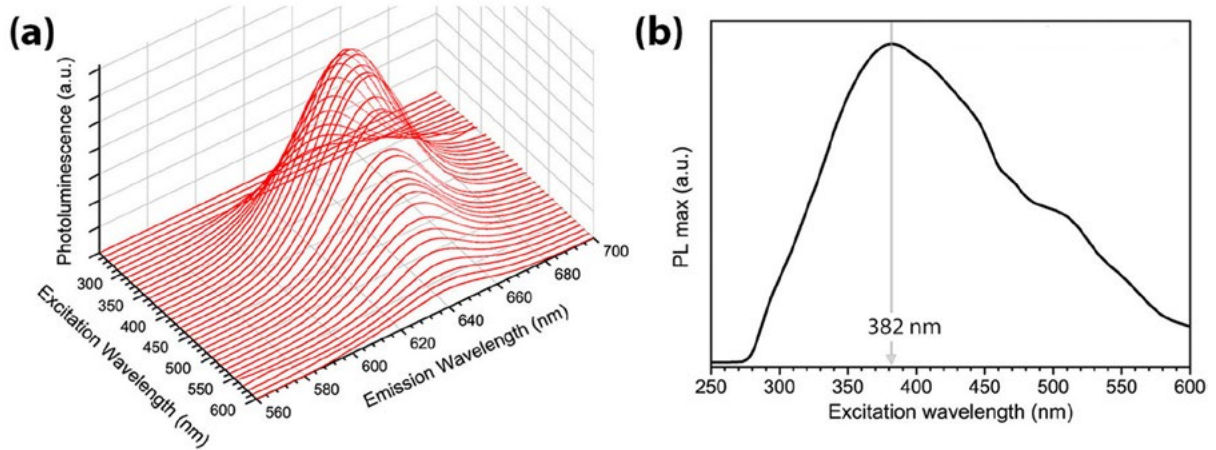 (a)
Photoluminescence (a.u.)
300
350
400
450
500
550
600
Excitation Wavelength (nm)
560
580
600
620
640
660
680
700
Emission Wavelength (nm)
(b)
PL max (a.u.)
382 nm
250 300 350 400 450 500 550 600
Excitation wavelength (nm)